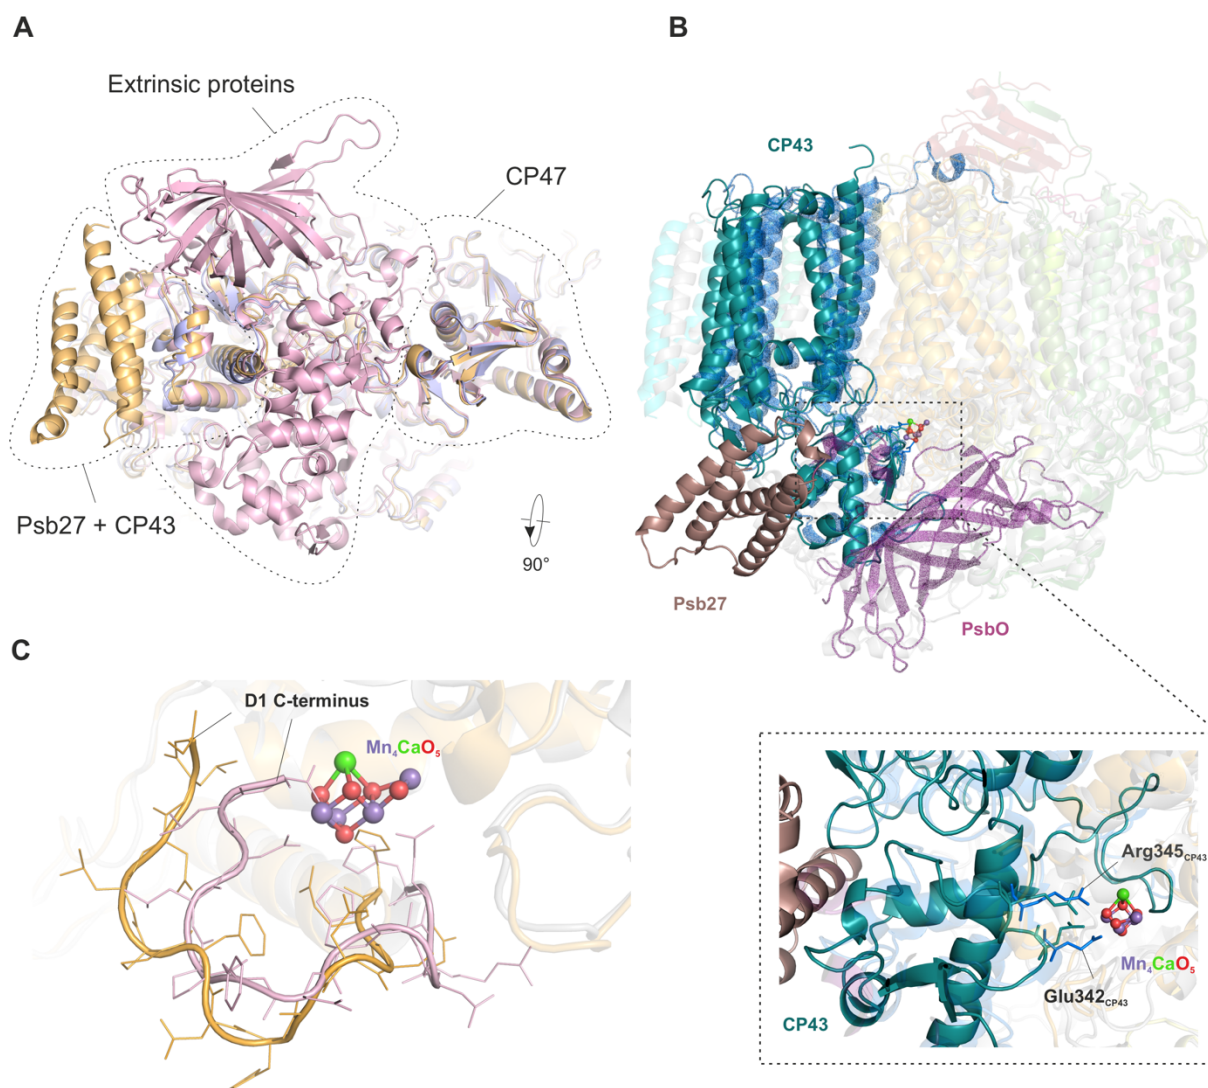 A
Extrinsic proteins
CP47
Psb27 + CP43
90°
B
CP43
Psb27
PsbO
C
D1 C-terminus
Mn₄CaO₅
Arg345CP43
Mn₄CaO₅
Glu342CP43
CP43